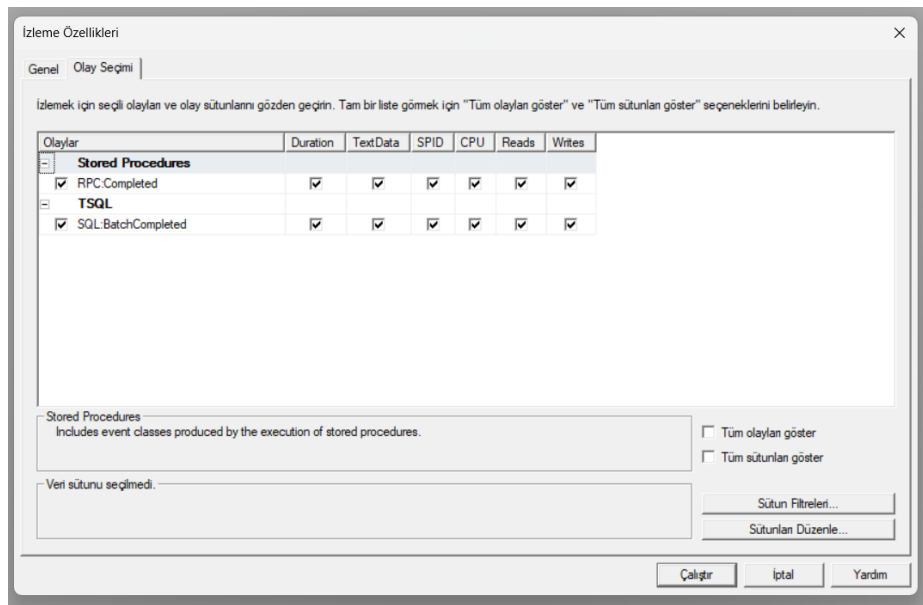 İzleme Özellikleri
Genel Olay Seçimi
İzlemek için seçili olayları ve olay sütunlarını gözden geçirin. Tam bir liste görmek için "Tüm olayları göster" ve "Tüm sütunları göster" seçeneklerini belirleyin.
Olaylar Duration TextData SPID CPU Reads Writes
Stored Procedures
RPC:Completed
TSQL
SQL:BatchCompleted
Stored Procedures
Includes event classes produced by the execution of stored procedures.
Tüm olayları göster
Tüm sütunları göster
Veri sütunu seçilmedi.
Sütun Filtreleri...
Sütunları Düzenle...
Çalıştır İptal Yardım